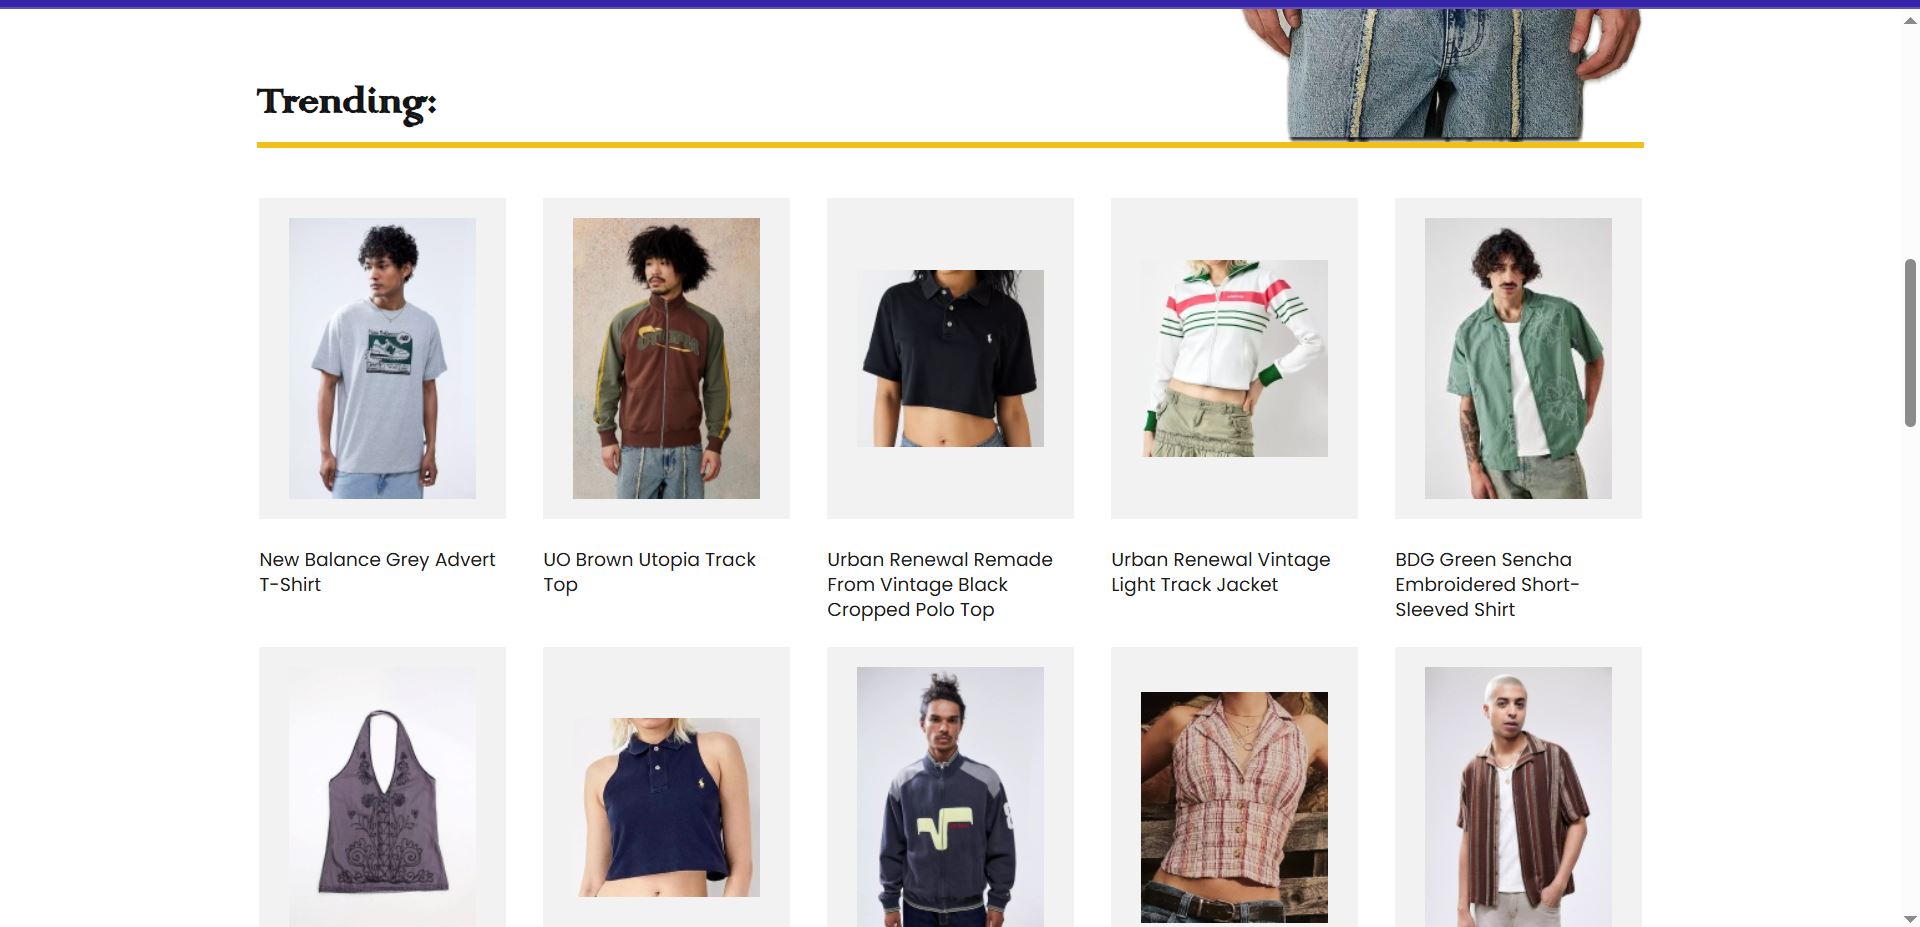 Trending:
New Balance Grey Advert
T-Shirt
UO Brown Utopia Track
Top
Urban Renewal Remade
From Vintage Black
Cropped Polo Top
Urban Renewal Vintage
Light Track Jacket
BDG Green Sencha
Embroidered Short-
Sleeved Shirt